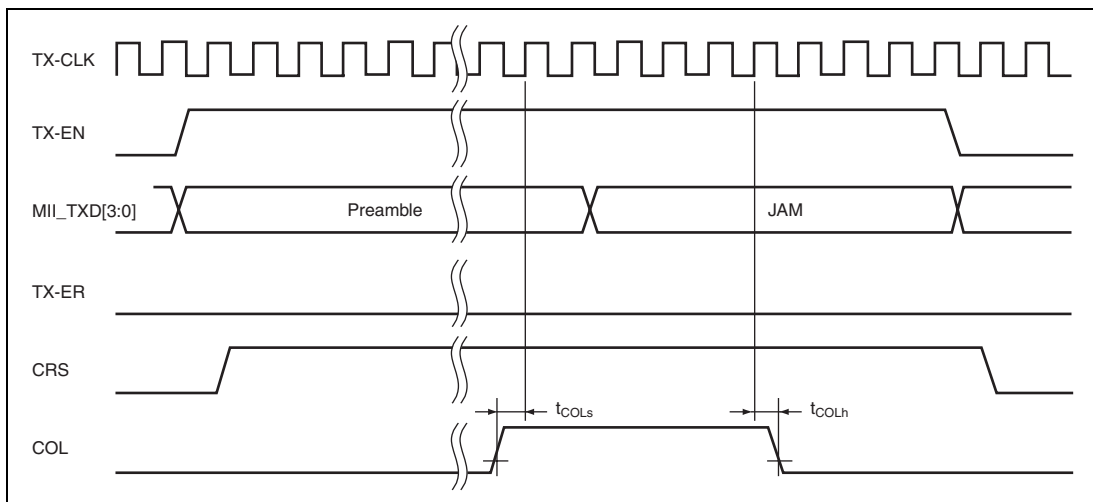 TX-CLK
TX-EN
MII_TXD[3:0]
Preamble
JAM
TX-ER
CRS
tCOLs
tCOLh
COL